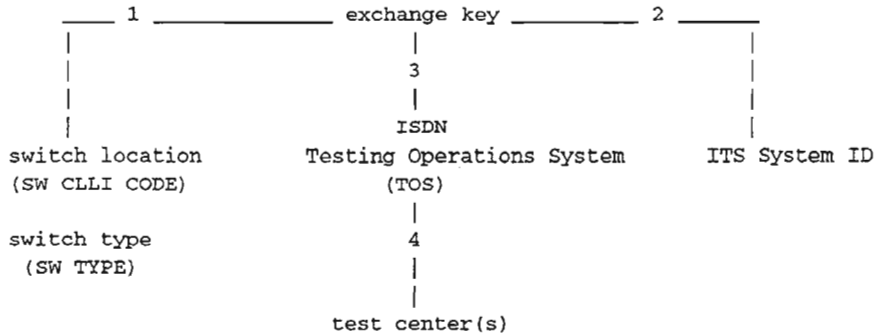 1 exchange key 2
3
ISDN
switch location Testing Operations System ITS System ID
(SW CLLI CODE) (TOS)
switch type 4
(SW TYPE)
test center(s)